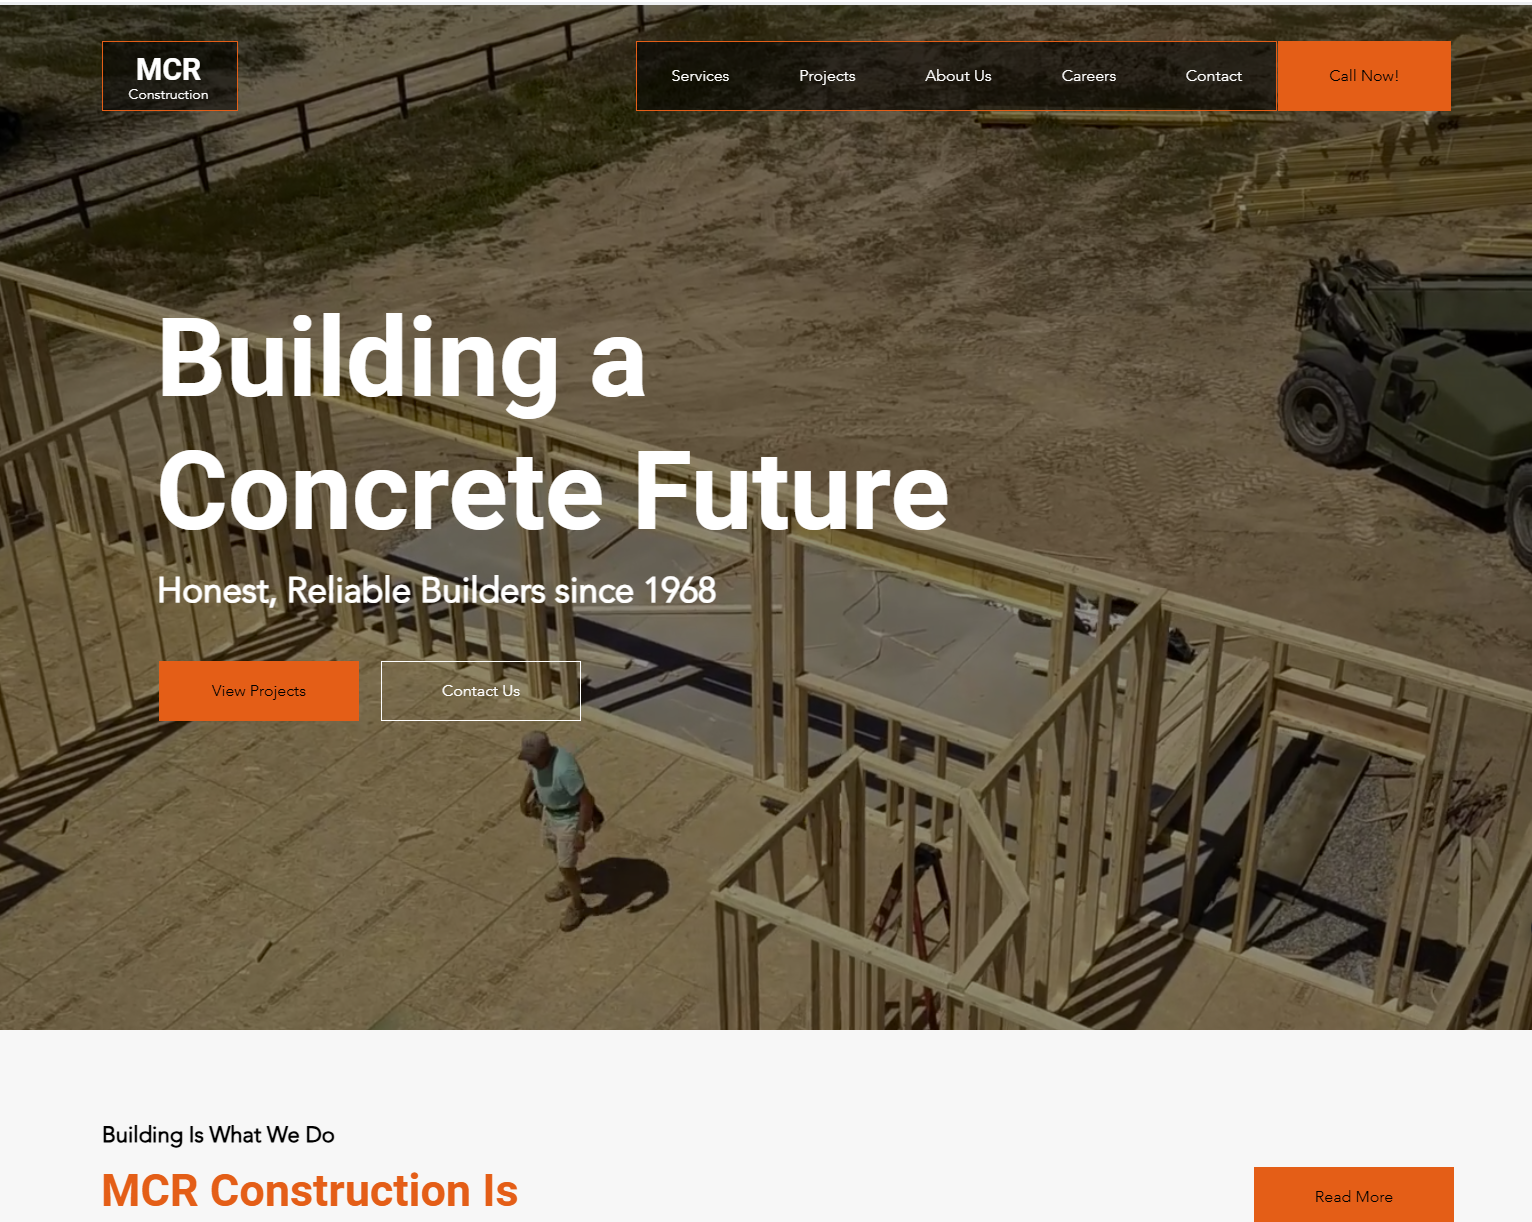 MCR
Construction
Services
Projects
About Us
Careers
Contact
Call Now!
Building a
Concrete Future
Honest, Reliable Builders since 1968
View Projects
Contact Us
Building Is What We Do
MCR Construction Is
Read More